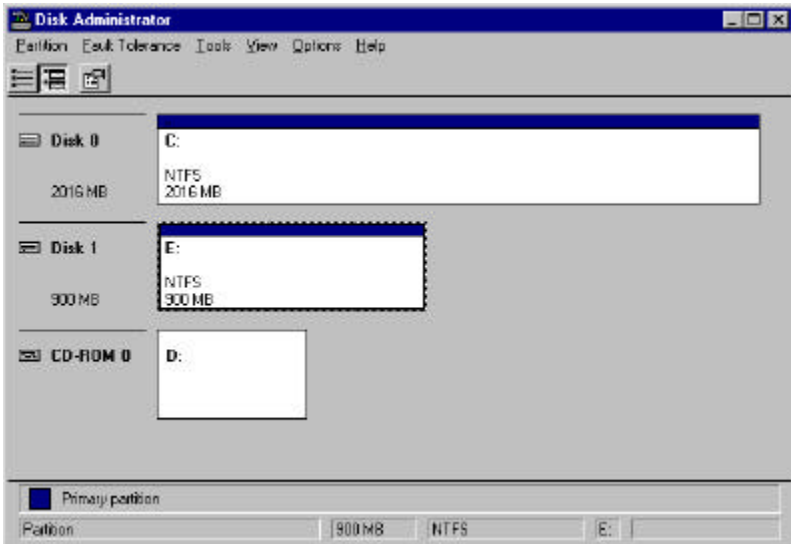 Disk Administrator
Partition Fault Tolerance Tools View Options Help
Disk 0
2016 MB
C:
NTFS
2016 MB
Disk 1
900 MB
E:
NTFS
900 MB
CD-ROM 0
D:
Primary partition
Partition 900 MB NTFS E: